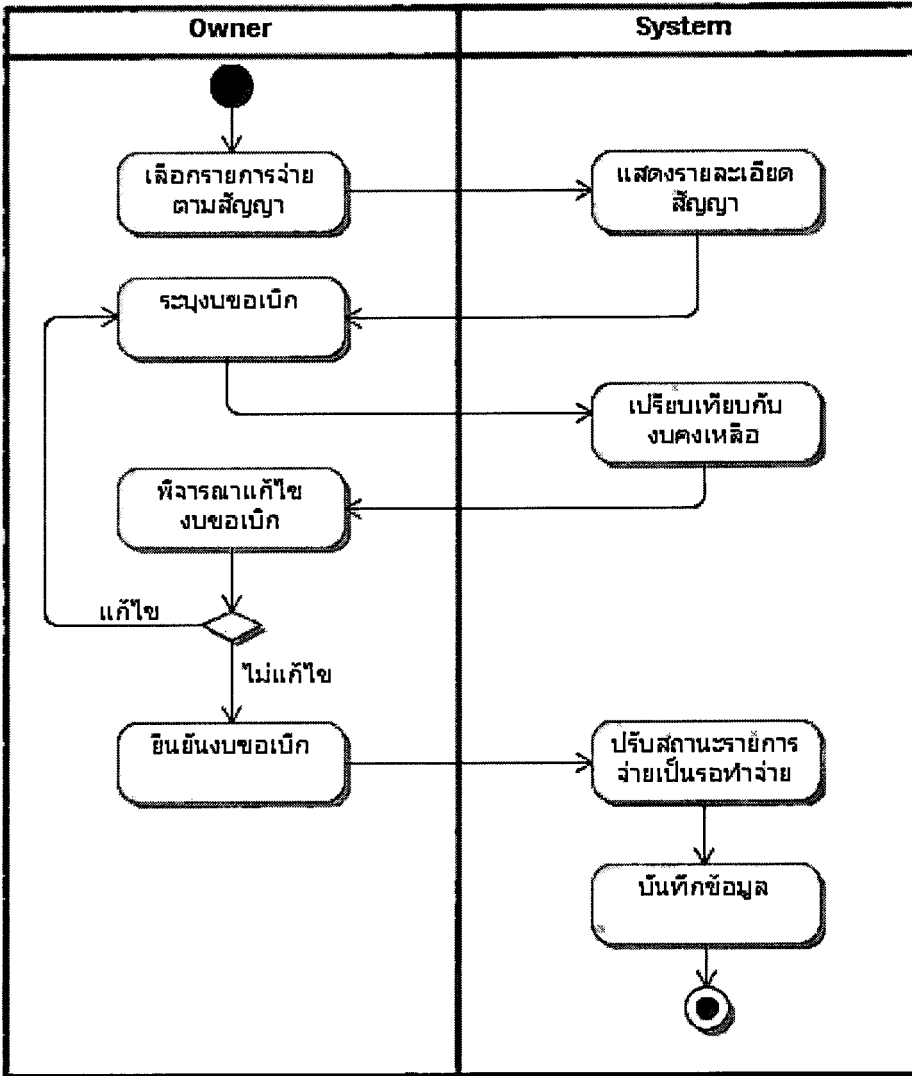 Owner
System
เลือกรายการจ่าย
ตามสัญญา
แสดงรายละเอียด
สัญญา
ระบุงบขอเบิก
เปรียบเทียบกับ
งบคงเหลือ
พิจารณาแก้ไข
งบขอเบิก
แก้ไข
ไม่แก้ไข
ยืนยันงบขอเบิก
ปรับสถานะรายการ
จ่ายเป็นรอทำจ่าย
บันทึกข้อมูล